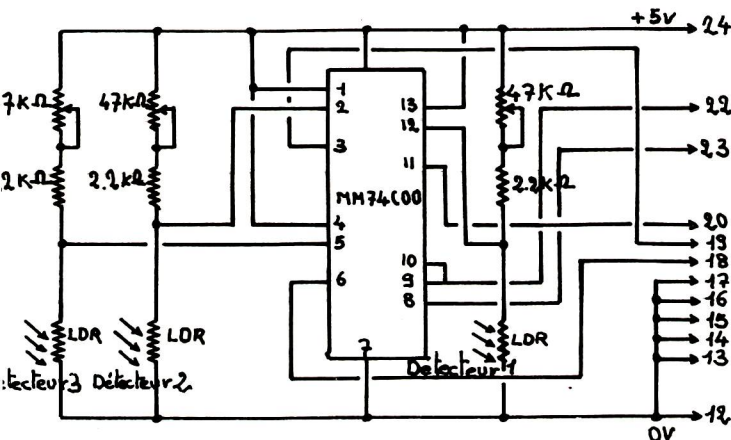 +5v 24
7KΩ 47KΩ 1 13 47KΩ 22
2 12
3 11 23
2KΩ 2.2KΩ MM74C00 2.2KΩ
4 20
5 19
10 18
6 9 17
8 16
15
LDR LDR 7 LDR 14
13
tecteur3 Détecteur2 Detecteur1
12
0V